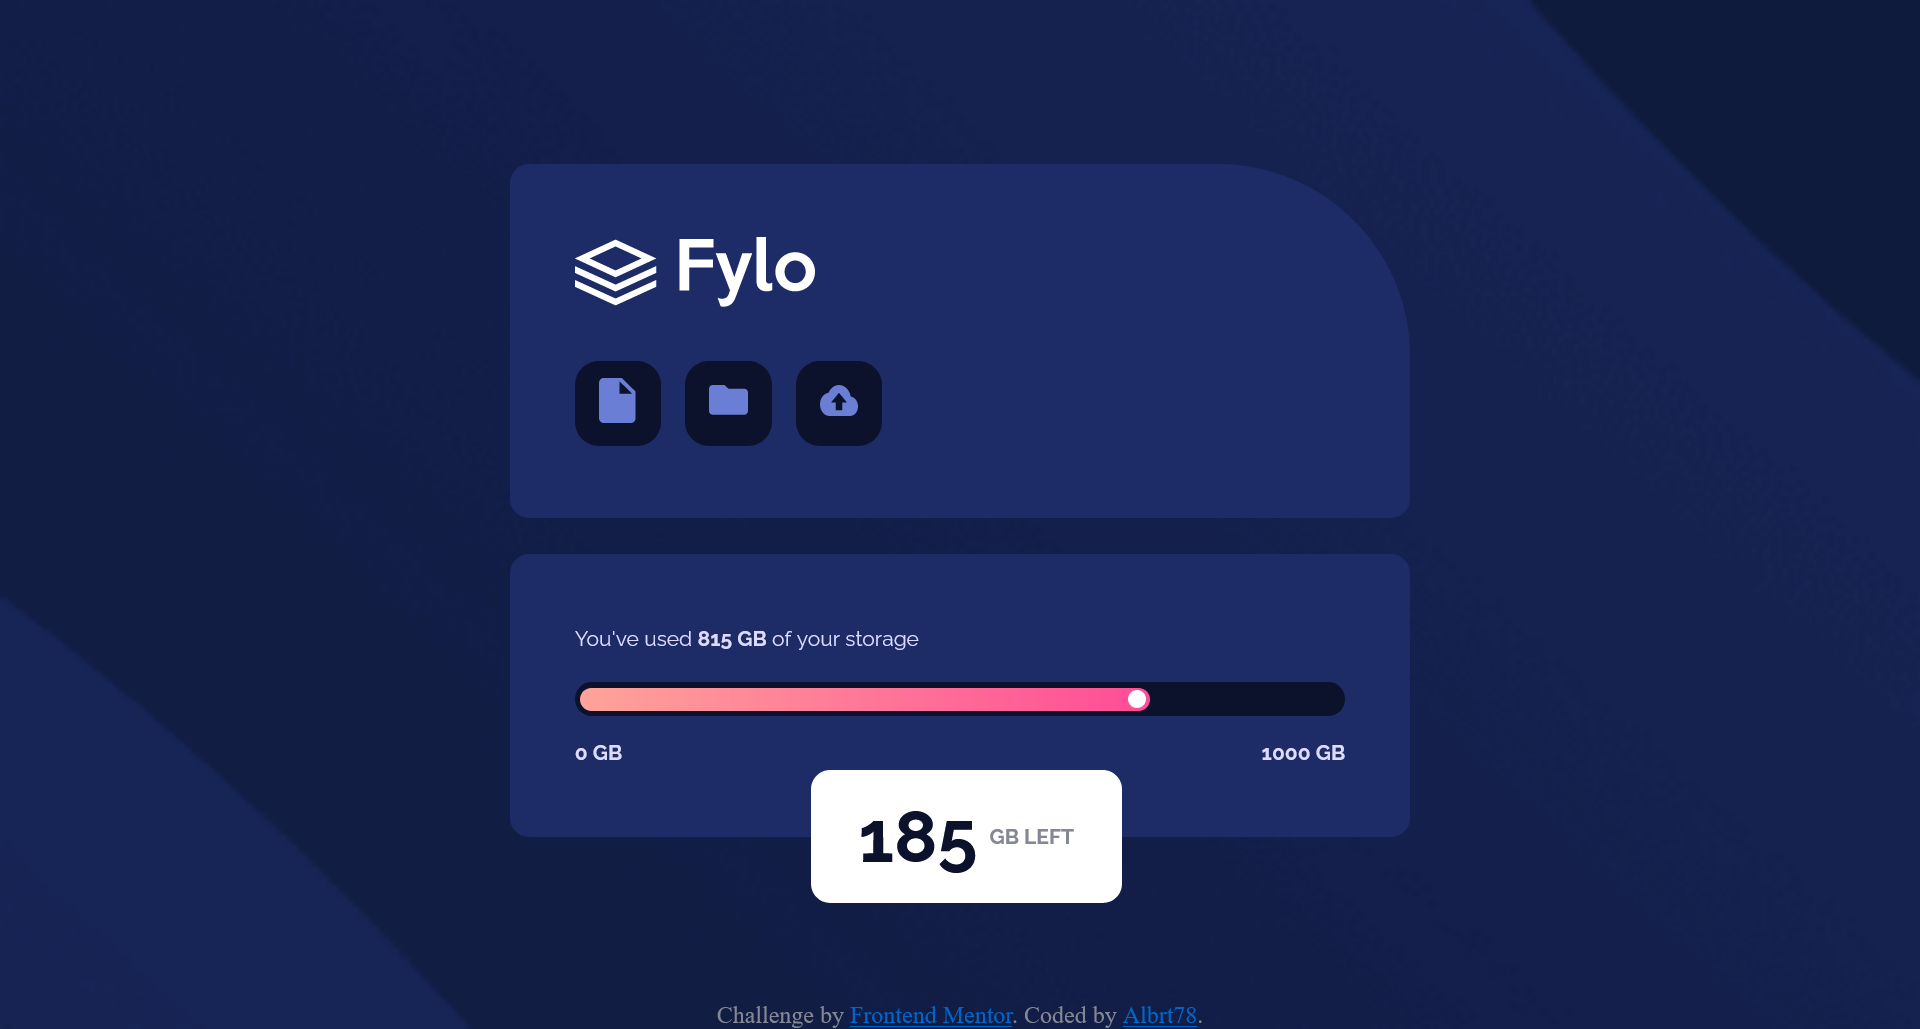 Fylo
You've used 815 GB of your storage
0 GB
1000 GB
185 GB LEFT
Challenge by Frontend Mentor. Coded by Albrt78.